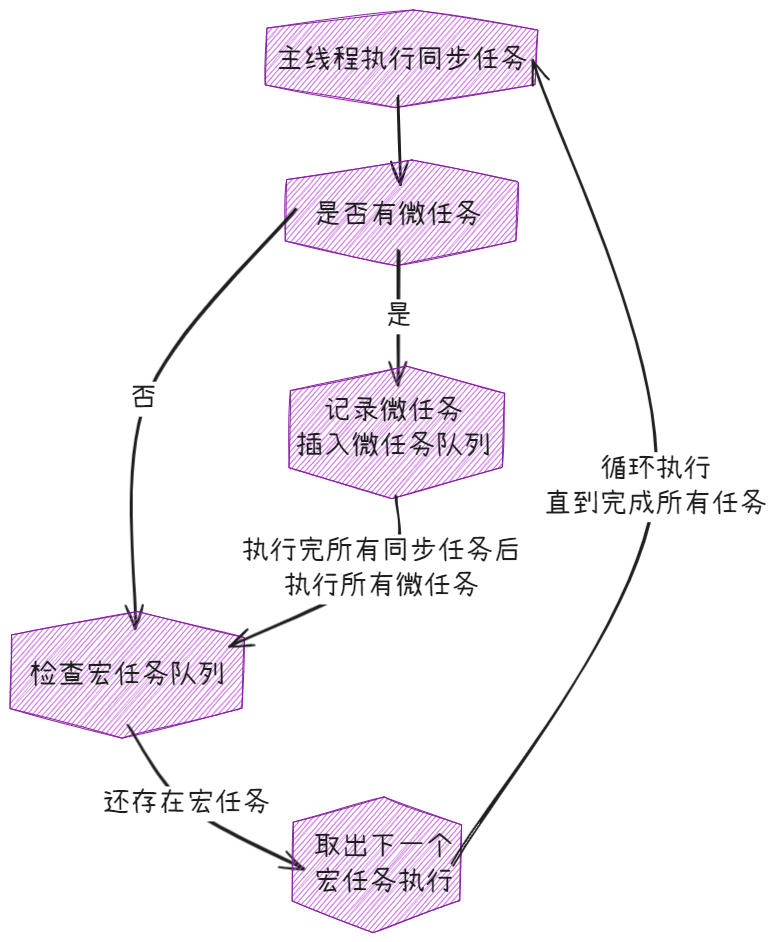 主线程执行同步任务
是否有微任务
是
否
记录微任务
插入微任务队列
循环执行
直到完成所有任务
执行完所有同步任务后
执行所有微任务
检查宏任务队列
还存在宏任务
取出下一个
宏任务执行